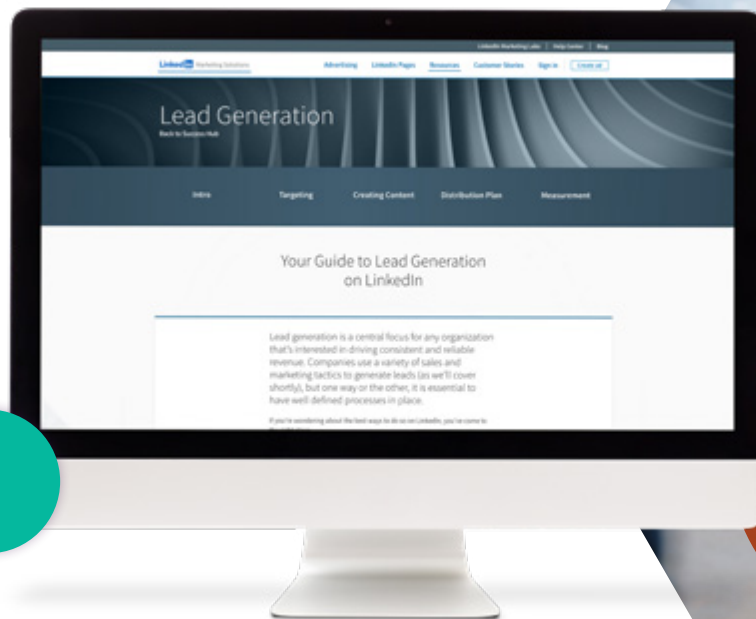 LinkedIn Marketing Labs | Help Center | Blog
LinkedIn Marketing Solutions
Advertising LinkedIn Pages Resources Customer Stories Sign in Create ad
Lead Generation
Back to Success Hub
Intro Targeting Creating Content Distribution Plan Measurement
Your Guide to Lead Generation
on LinkedIn
Lead generation is a central focus for any organization
that's interested in driving consistent and reliable
revenue. Companies use a variety of sales and
marketing tactics to generate leads (as we'll cover
shortly), but one way or the other, it is essential to
have well defined processes in place.
If you're wondering about the best ways to do so on LinkedIn, you've come to